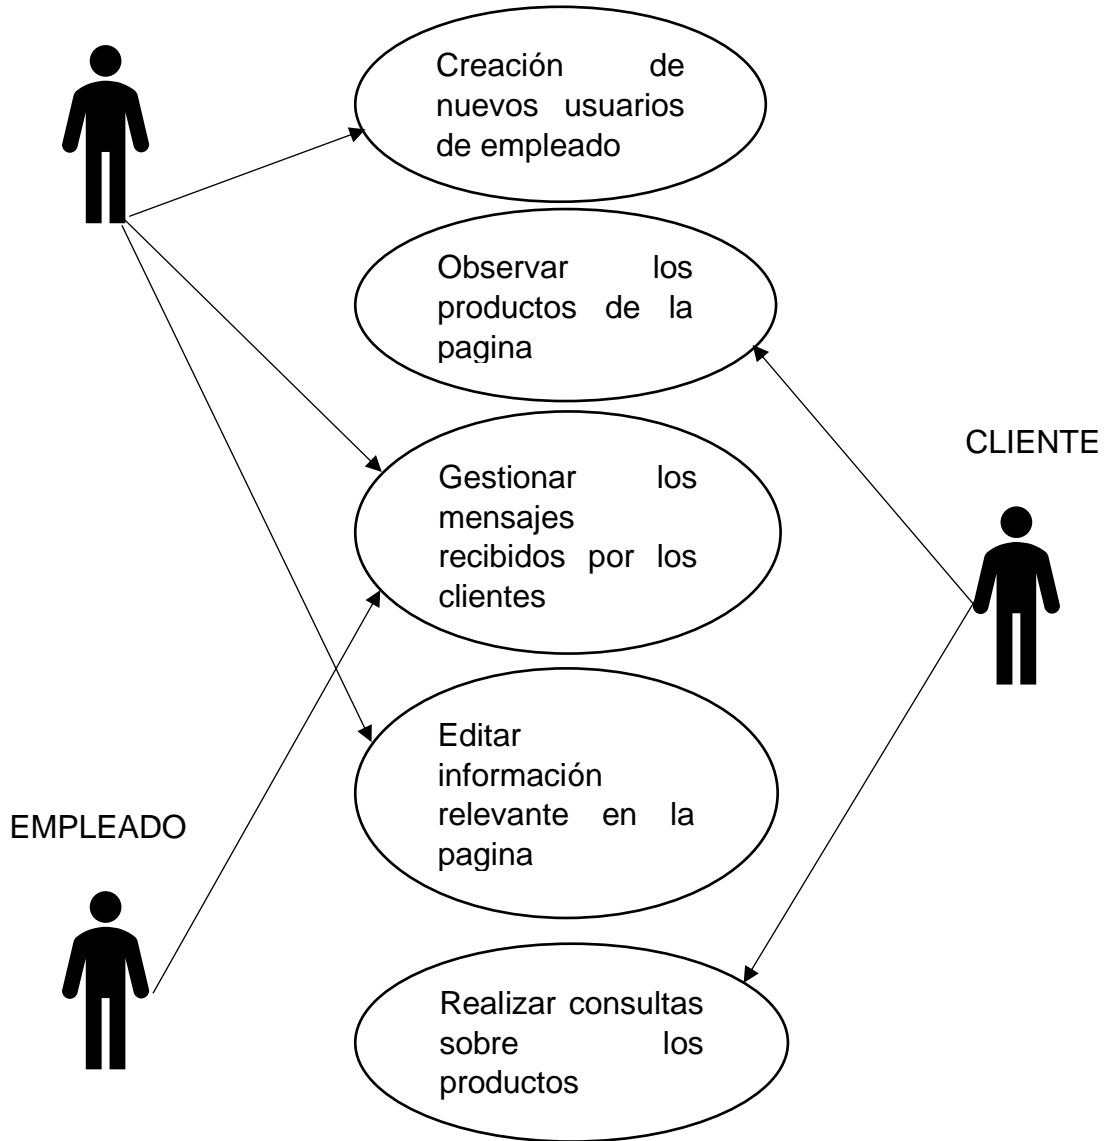 Creación de
nuevos usuarios
de empleado
Observar los
productos de la
pagina
CLIENTE
Gestionar los
mensajes
recibidos por los
clientes
Editar
información
relevante en la
pagina
EMPLEADO
Realizar consultas
sobre los
productos